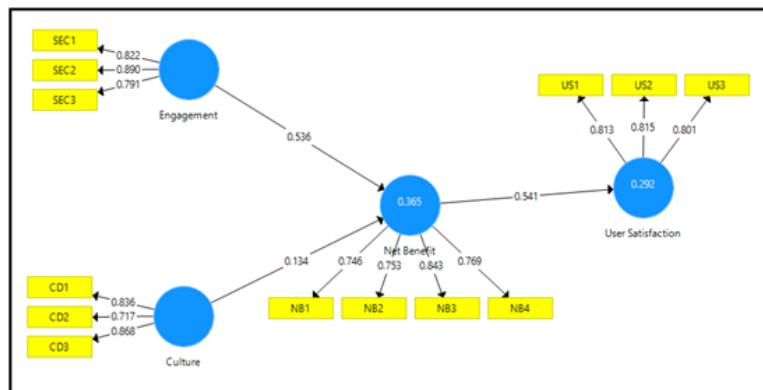 SEC1
0.822
SEC2
0.890
SEC3
0.791
Engagement
0.536
US1
US2
US3
0.813
0.815
0.801
0.365
Net Benefit
0.541
0.292
User Satisfaction
0.134
0.746
0.753
0.843
0.769
NB1
NB2
NB3
NB4
CD1
0.836
CD2
0.717
CD3
0.868
Culture